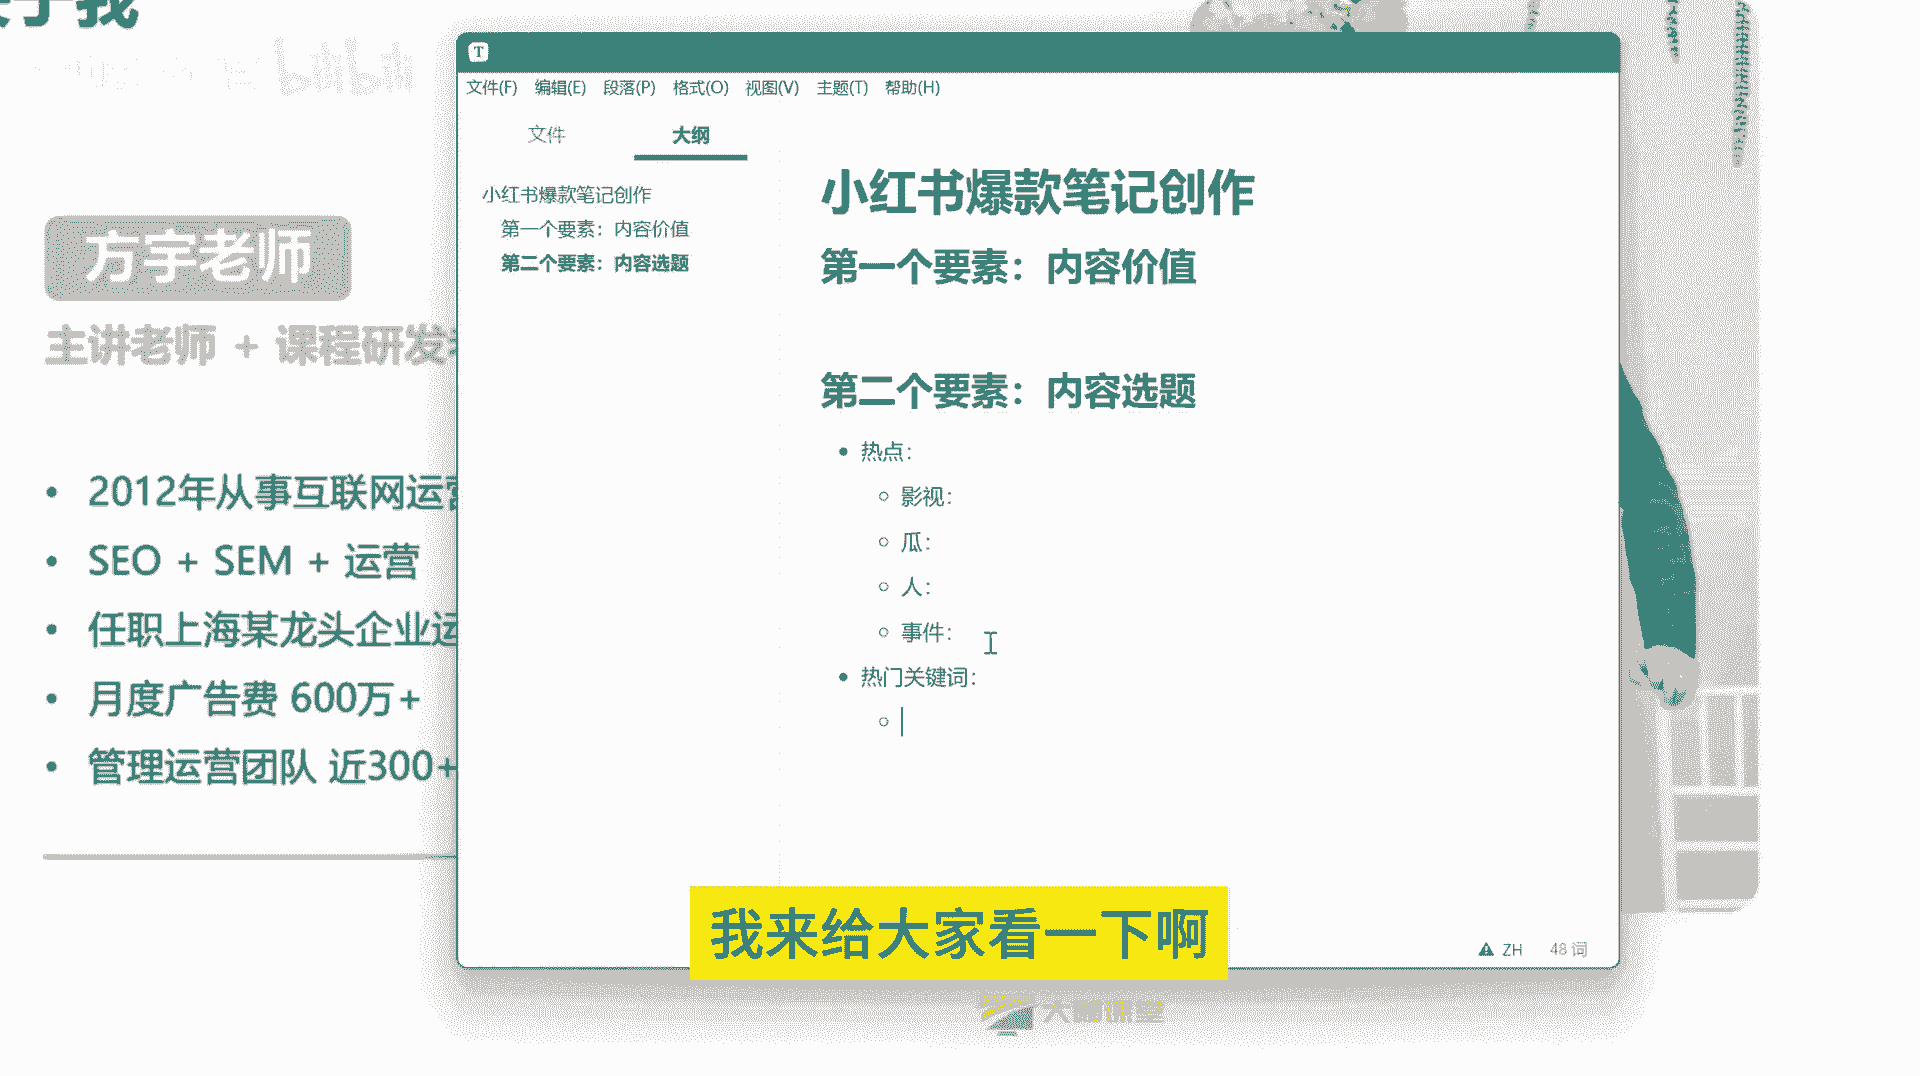 关于我
bilibili
方宇老师
主讲老师 + 课程研发
2012年从事互联网运营
SEO + SEM + 运营
任职上海某龙头企业运
月度广告费 600万+
管理运营团队 近300+
T
文件(F) 编辑(E) 段落(P) 格式(O) 视图(V) 主题(T) 帮助(H)
文件 大纲
小红书爆款笔记创作
第一个要素：内容价值
第二个要素：内容选题
小红书爆款笔记创作
第一个要素：内容价值
第二个要素：内容选题
热点：
影视：
瓜：
人：
事件：
热门关键词：
我来给大家看一下啊
ZH 48 词
大鹏课堂